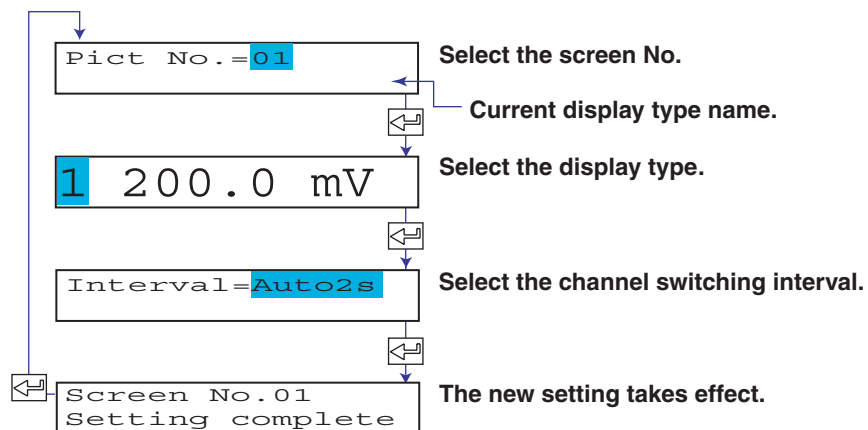 Pict No.=01
Select the screen No.
Current display type name.
1 200.0 mV
Select the display type.
Interval=Auto2s
Select the channel switching interval.
Screen No.01
Setting complete
The new setting takes effect.